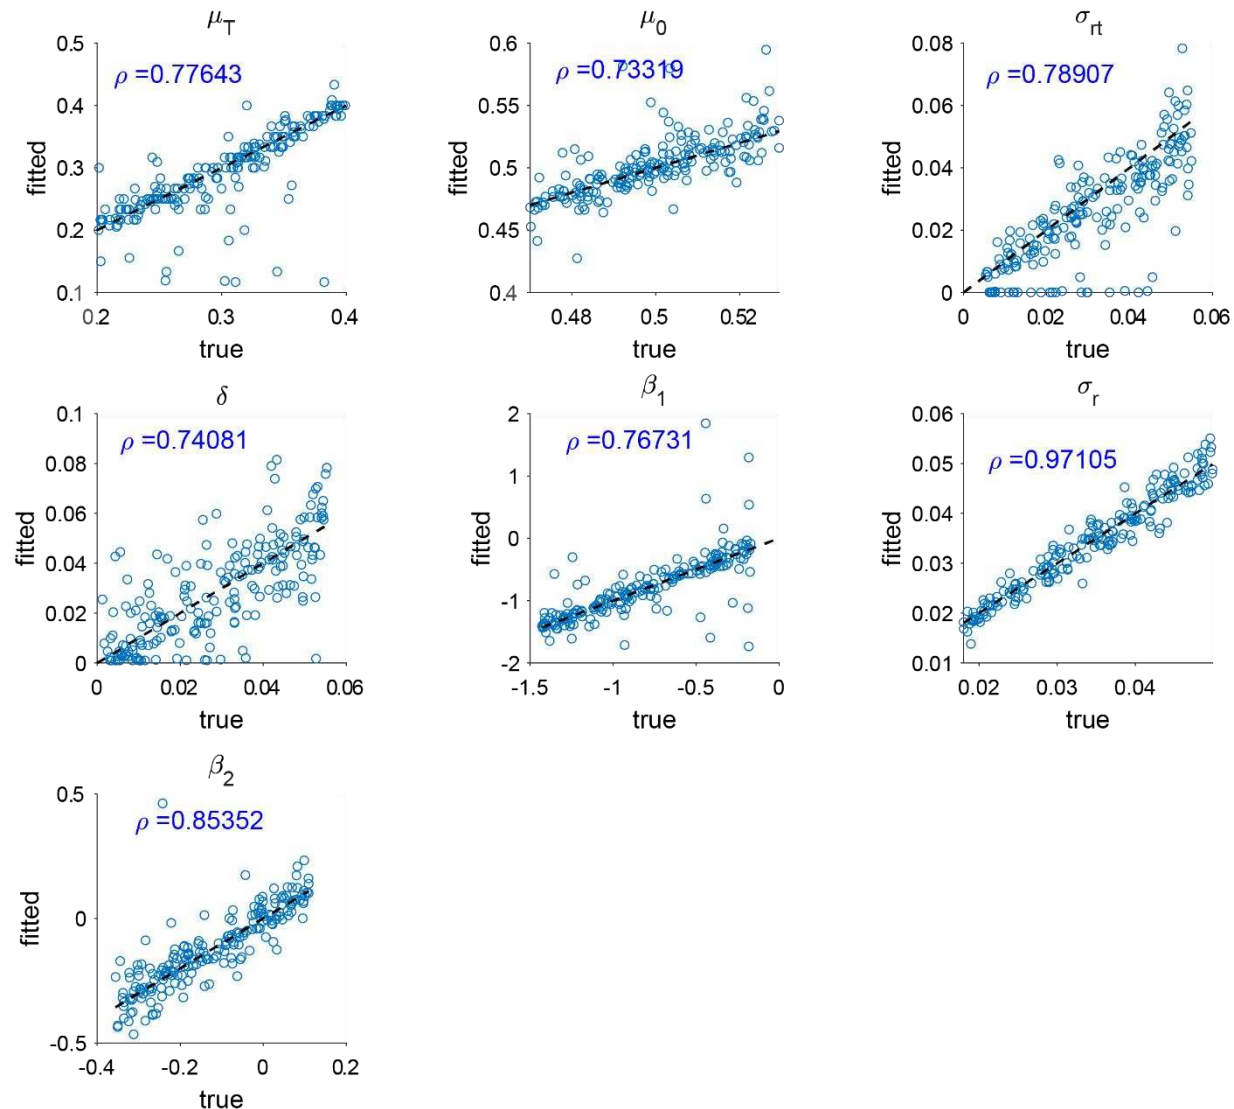 μ_T
ρ =0.77643
0.5
0.4
0.3
0.2
0.1
fitted
0.2 0.3 0.4
true
μ_0
ρ =0.73319
0.6
0.55
0.5
0.45
0.4
fitted
0.48 0.5 0.52
true
σ_rt
ρ =0.78907
0.08
0.06
0.04
0.02
0
fitted
0 0.02 0.04 0.06
true
δ
ρ =0.74081
0.1
0.08
0.06
0.04
0.02
0
fitted
0 0.02 0.04 0.06
true
β_1
ρ =0.76731
2
1
0
-1
-2
fitted
-1.5 -1 -0.5 0
true
σ_r
ρ =0.97105
0.06
0.05
0.04
0.03
0.02
0.01
fitted
0.02 0.03 0.04
true
β_2
ρ =0.85352
0.5
0
-0.5
fitted
-0.4 -0.2 0 0.2
true